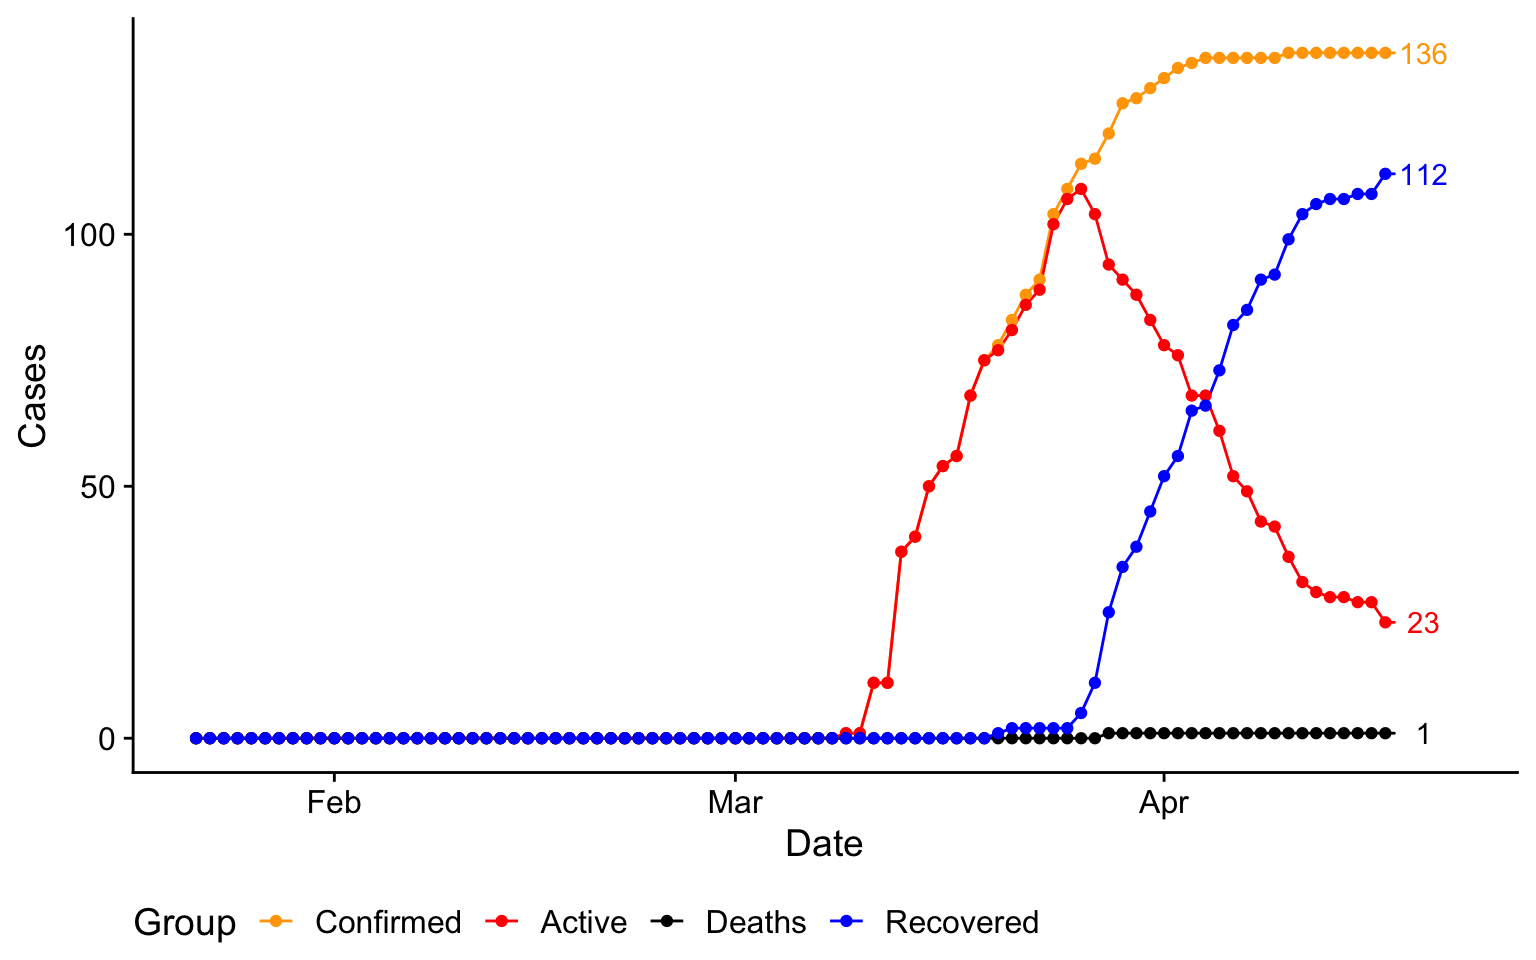 136
112
100
Cases
50
23
1
0
Feb Mar Apr
Date
Group Confirmed Active Deaths Recovered